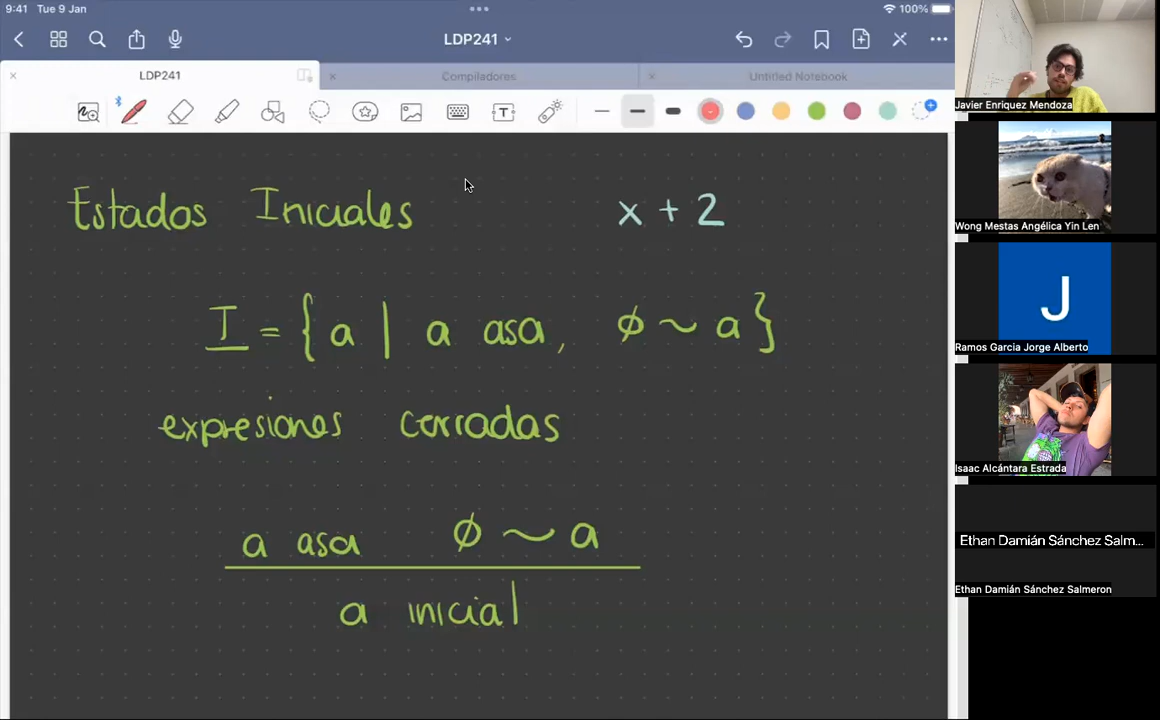 9:41 Tue 9 Jan
100%
LDP241
LDP241
Compiladores
Untitled Notebook
Estados Iniciales
x + 2
I = { a | a asa, ø ~ a }
expresiones cerradas
a asa ø ~ a
a inicial
Javier Enriquez Mendoza
Wong Mestas Angélica Yin Len
J
Ramos Garcia Jorge Alberto
Isaac Alcántara Estrada
Ethan Damián Sánchez Salm...
Ethan Damián Sánchez Salmeron